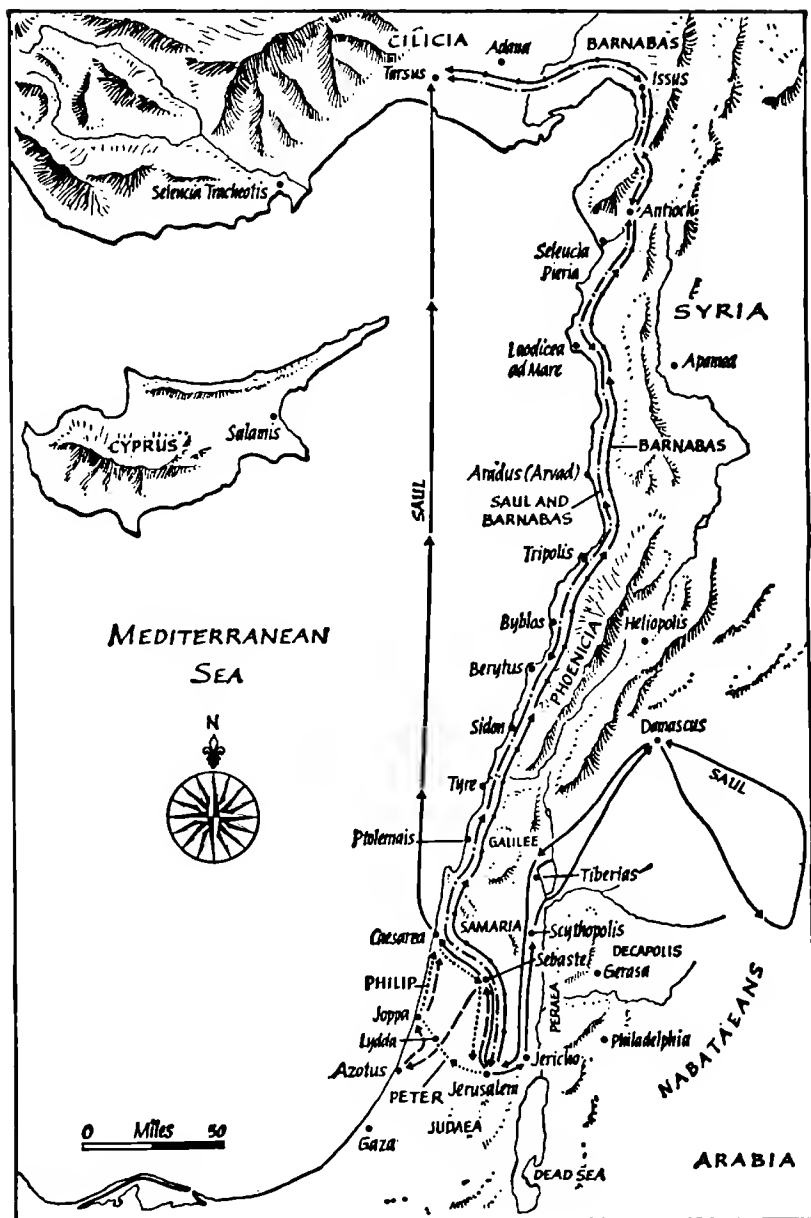 CILICIA
Adana
BARNABAS
Tarsus
Issus
Selencia Tracheotis
Antioch
Seleucia
Pieria
SYRIA
Laodicea
ad Mare
Apamea
CYPRUS
Salamis
BARNABAS
Aradus (Arvad)
SAUL AND
BARNABAS
SAUL
Tripolis
Byblos
Heliopolis
PHOENICIA
MEDITERRANEAN
SEA
Berytus
N
Sidon
Damascus
SAUL
Tyre
Ptolemais
GALILEE
Tiberias
Caesarea
SAMARIA
Scythopolis
Sebaste
DECAPOLIS
PHILIP
Gerasa
Joppa
PERAEA
Lydda
Philadelphia
NABATAEANS
Azotus
Jericho
PETER
Jerusalem
0 Miles 50
JUDAEA
Gaza
DEAD SEA
ARABIA